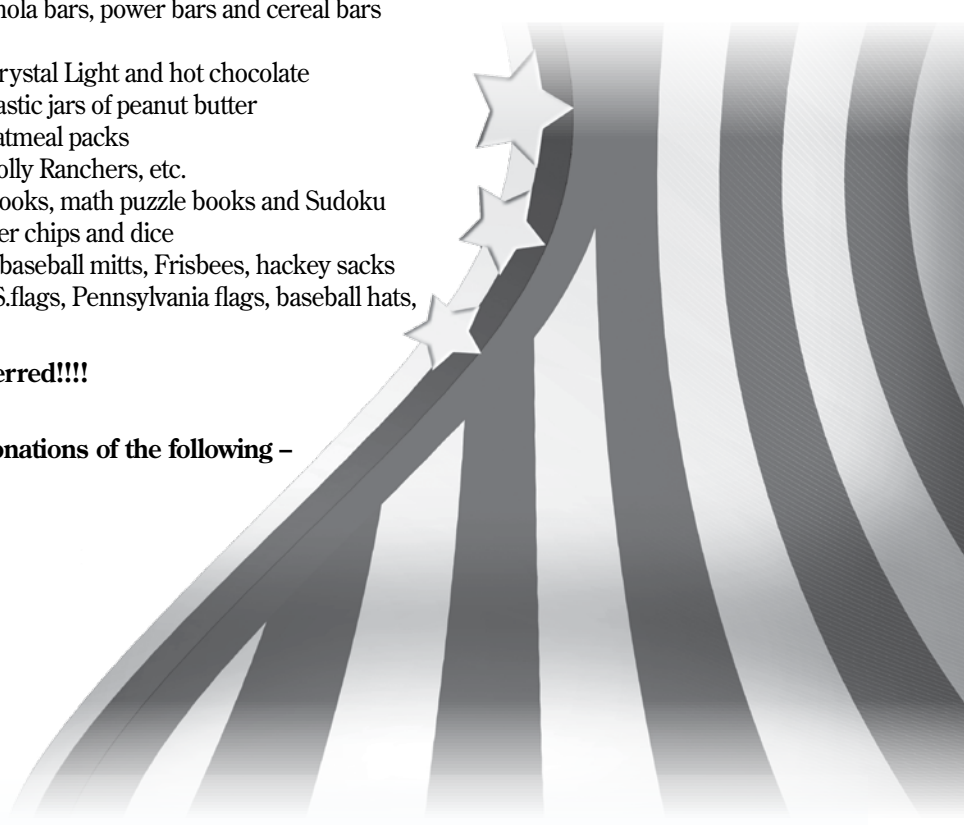 nola bars, power bars and cereal bars
rystal Light and hot chocolate
astic jars of peanut butter
atmeal packs
olly Ranchers, etc.
ooks, math puzzle books and Sudoku
er chips and dice
baseball mitts, Frisbees, hackey sacks
S.flags, Pennsylvania flags, baseball hats,
erred!!!!
onations of the following –